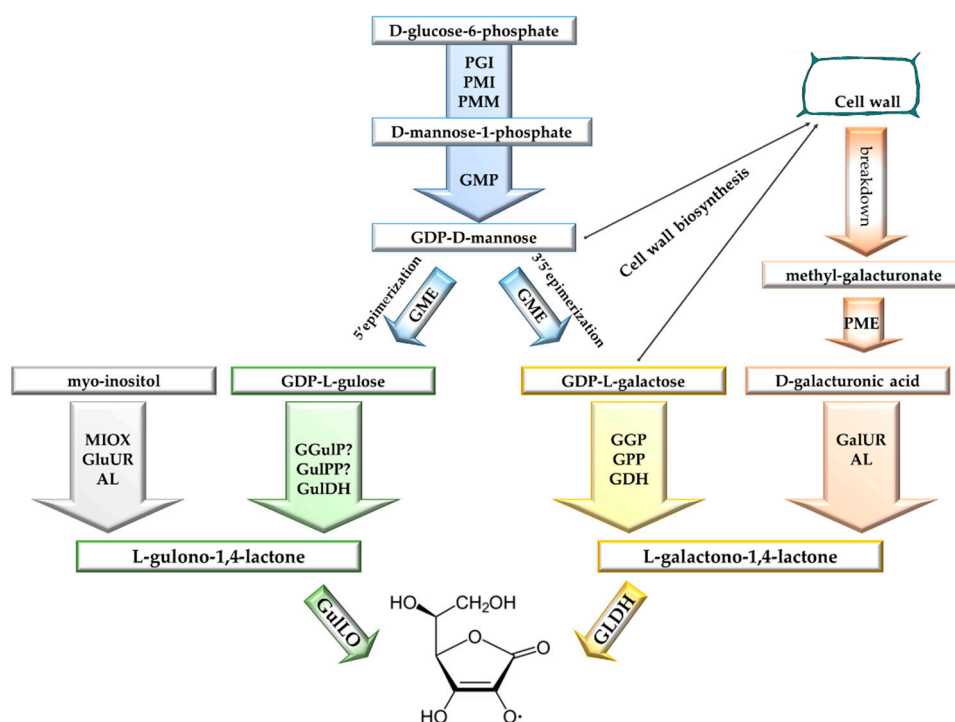 D-glucose-6-phosphate
PGI
PMI
PMM
D-mannose-1-phosphate
GMP
GDP-D-mannose
Cell wall
breakdown
Cell wall biosynthesis
methyl-galacturonate
PME
5′epimerization
GME
GME
3′5′epimerization
myo-inositol
GDP-L-gulose
GDP-L-galactose
D-galacturonic acid
MIOX
GluUR
AL
GGulP?
GulPP?
GulDH
GGP
GPP
GDH
GalUR
AL
L-gulono-1,4-lactone
L-galactono-1,4-lactone
GulLO
GLDH
HO
CH₂OH
O
O
HO
O·